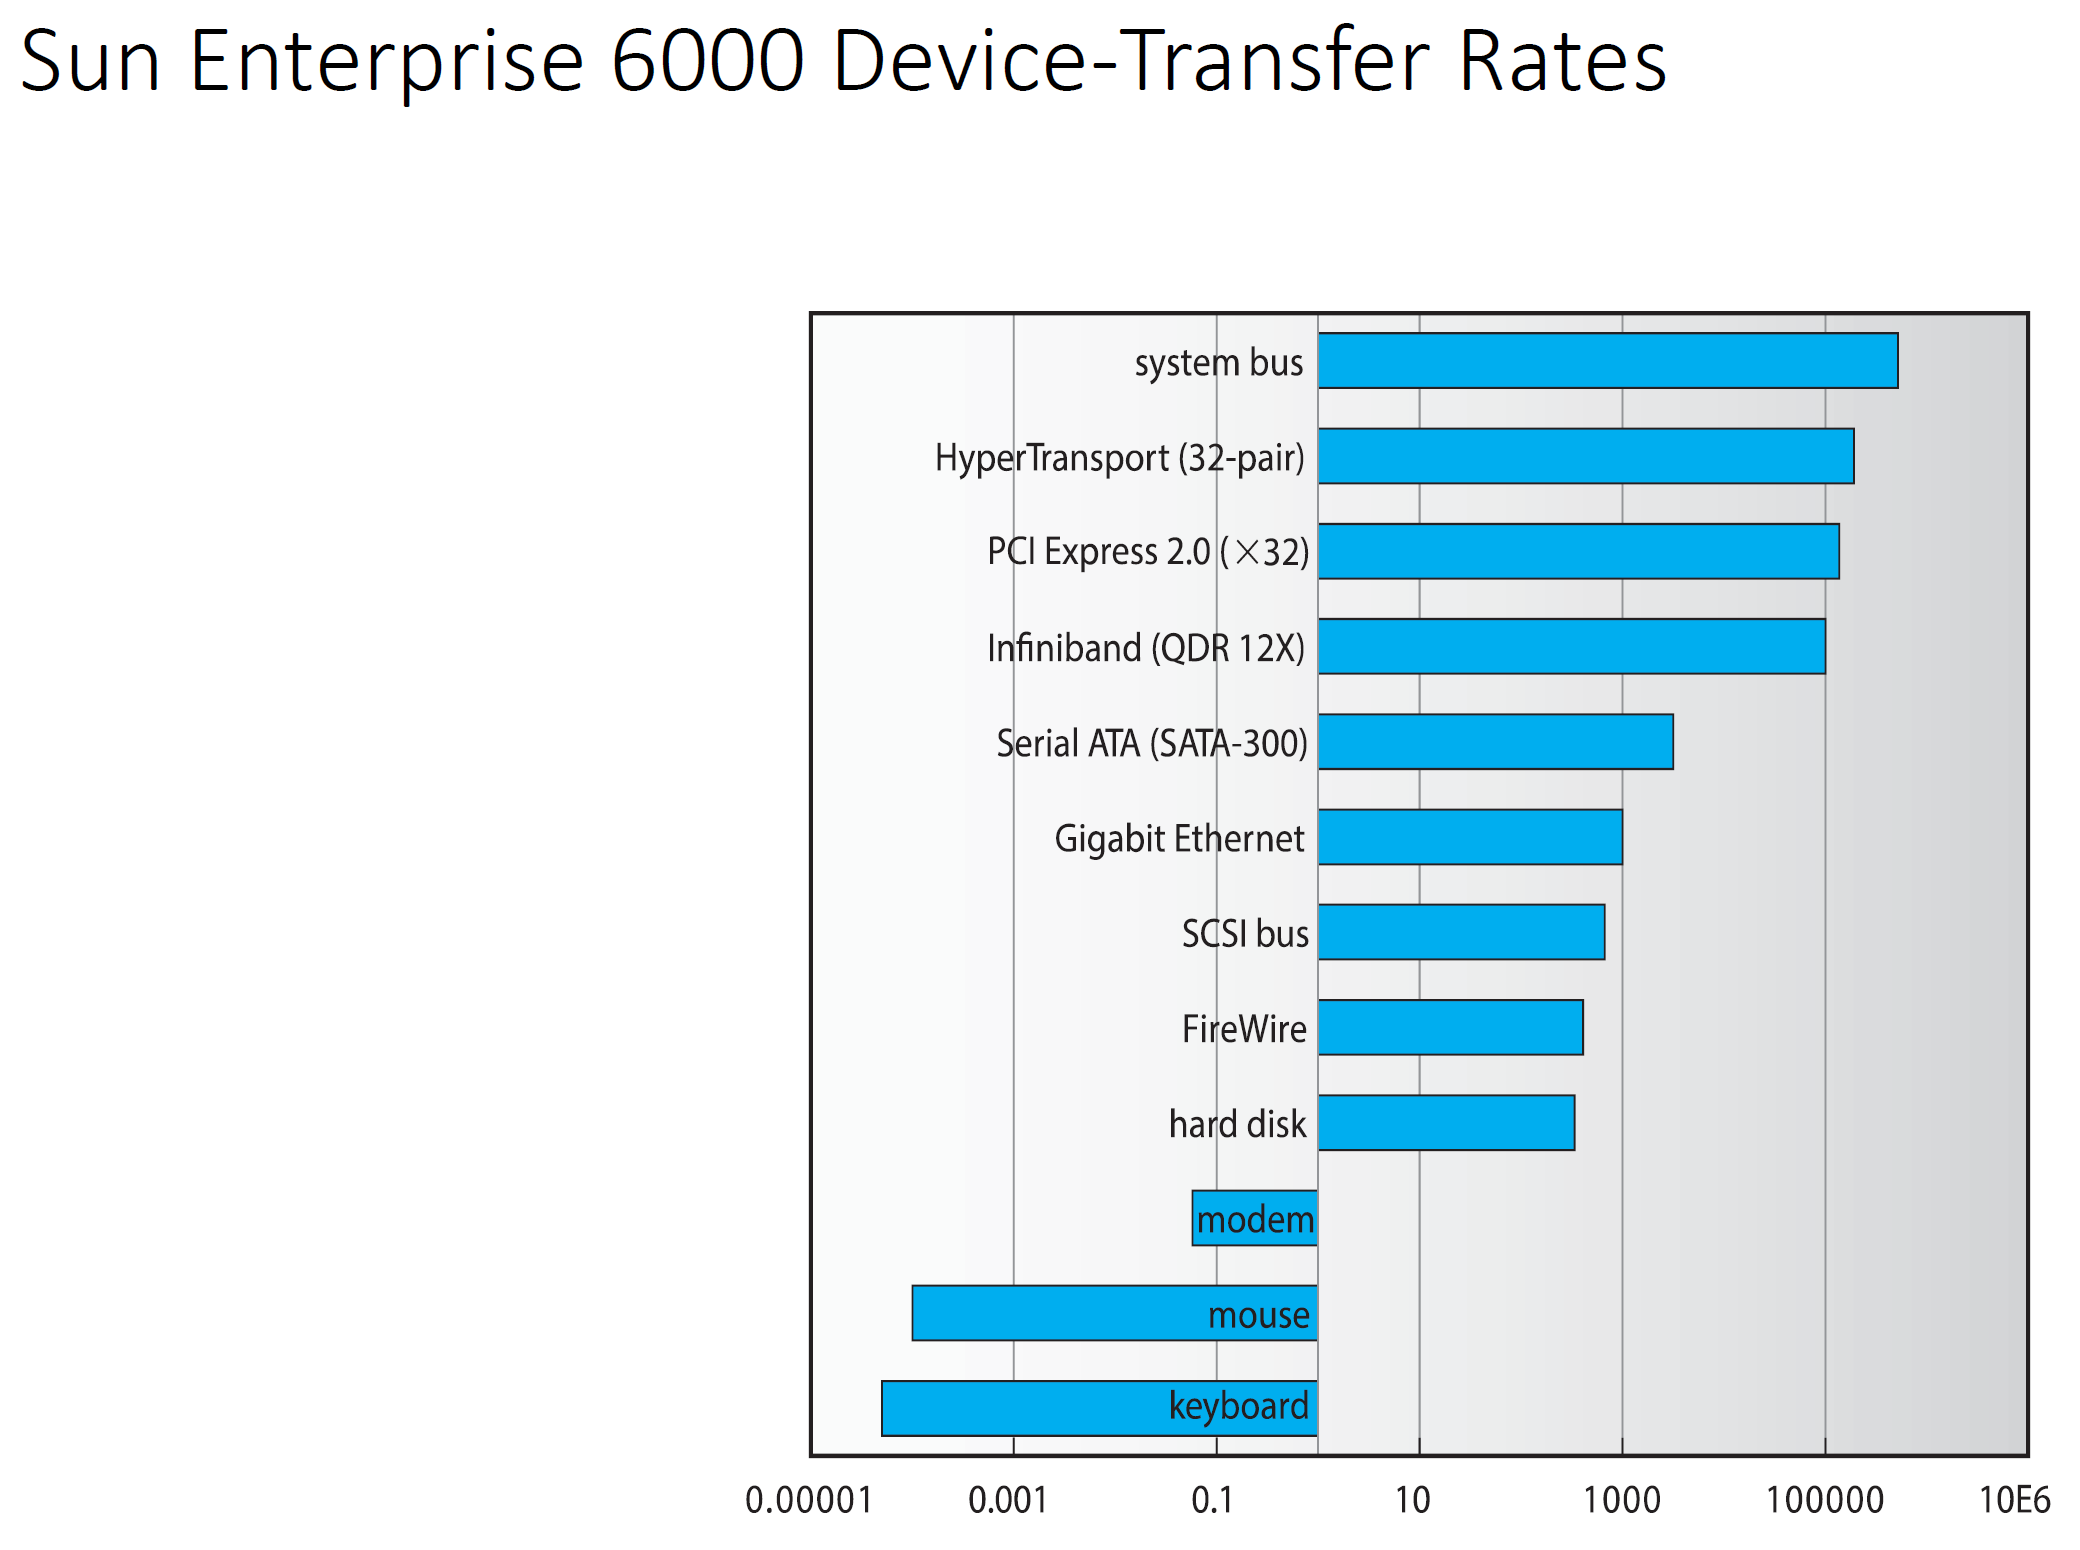 Sun Enterprise 6000 Device-Transfer Rates
system bus
HyperTransport (32-pair)
PCI Express 2.0 (×32)
Infiniband (QDR 12X)
Serial ATA (SATA-300)
Gigabit Ethernet
SCSI bus
FireWire
hard disk
modem
mouse
keyboard
0.00001 0.001 0.1 10 1000 100000 10E6